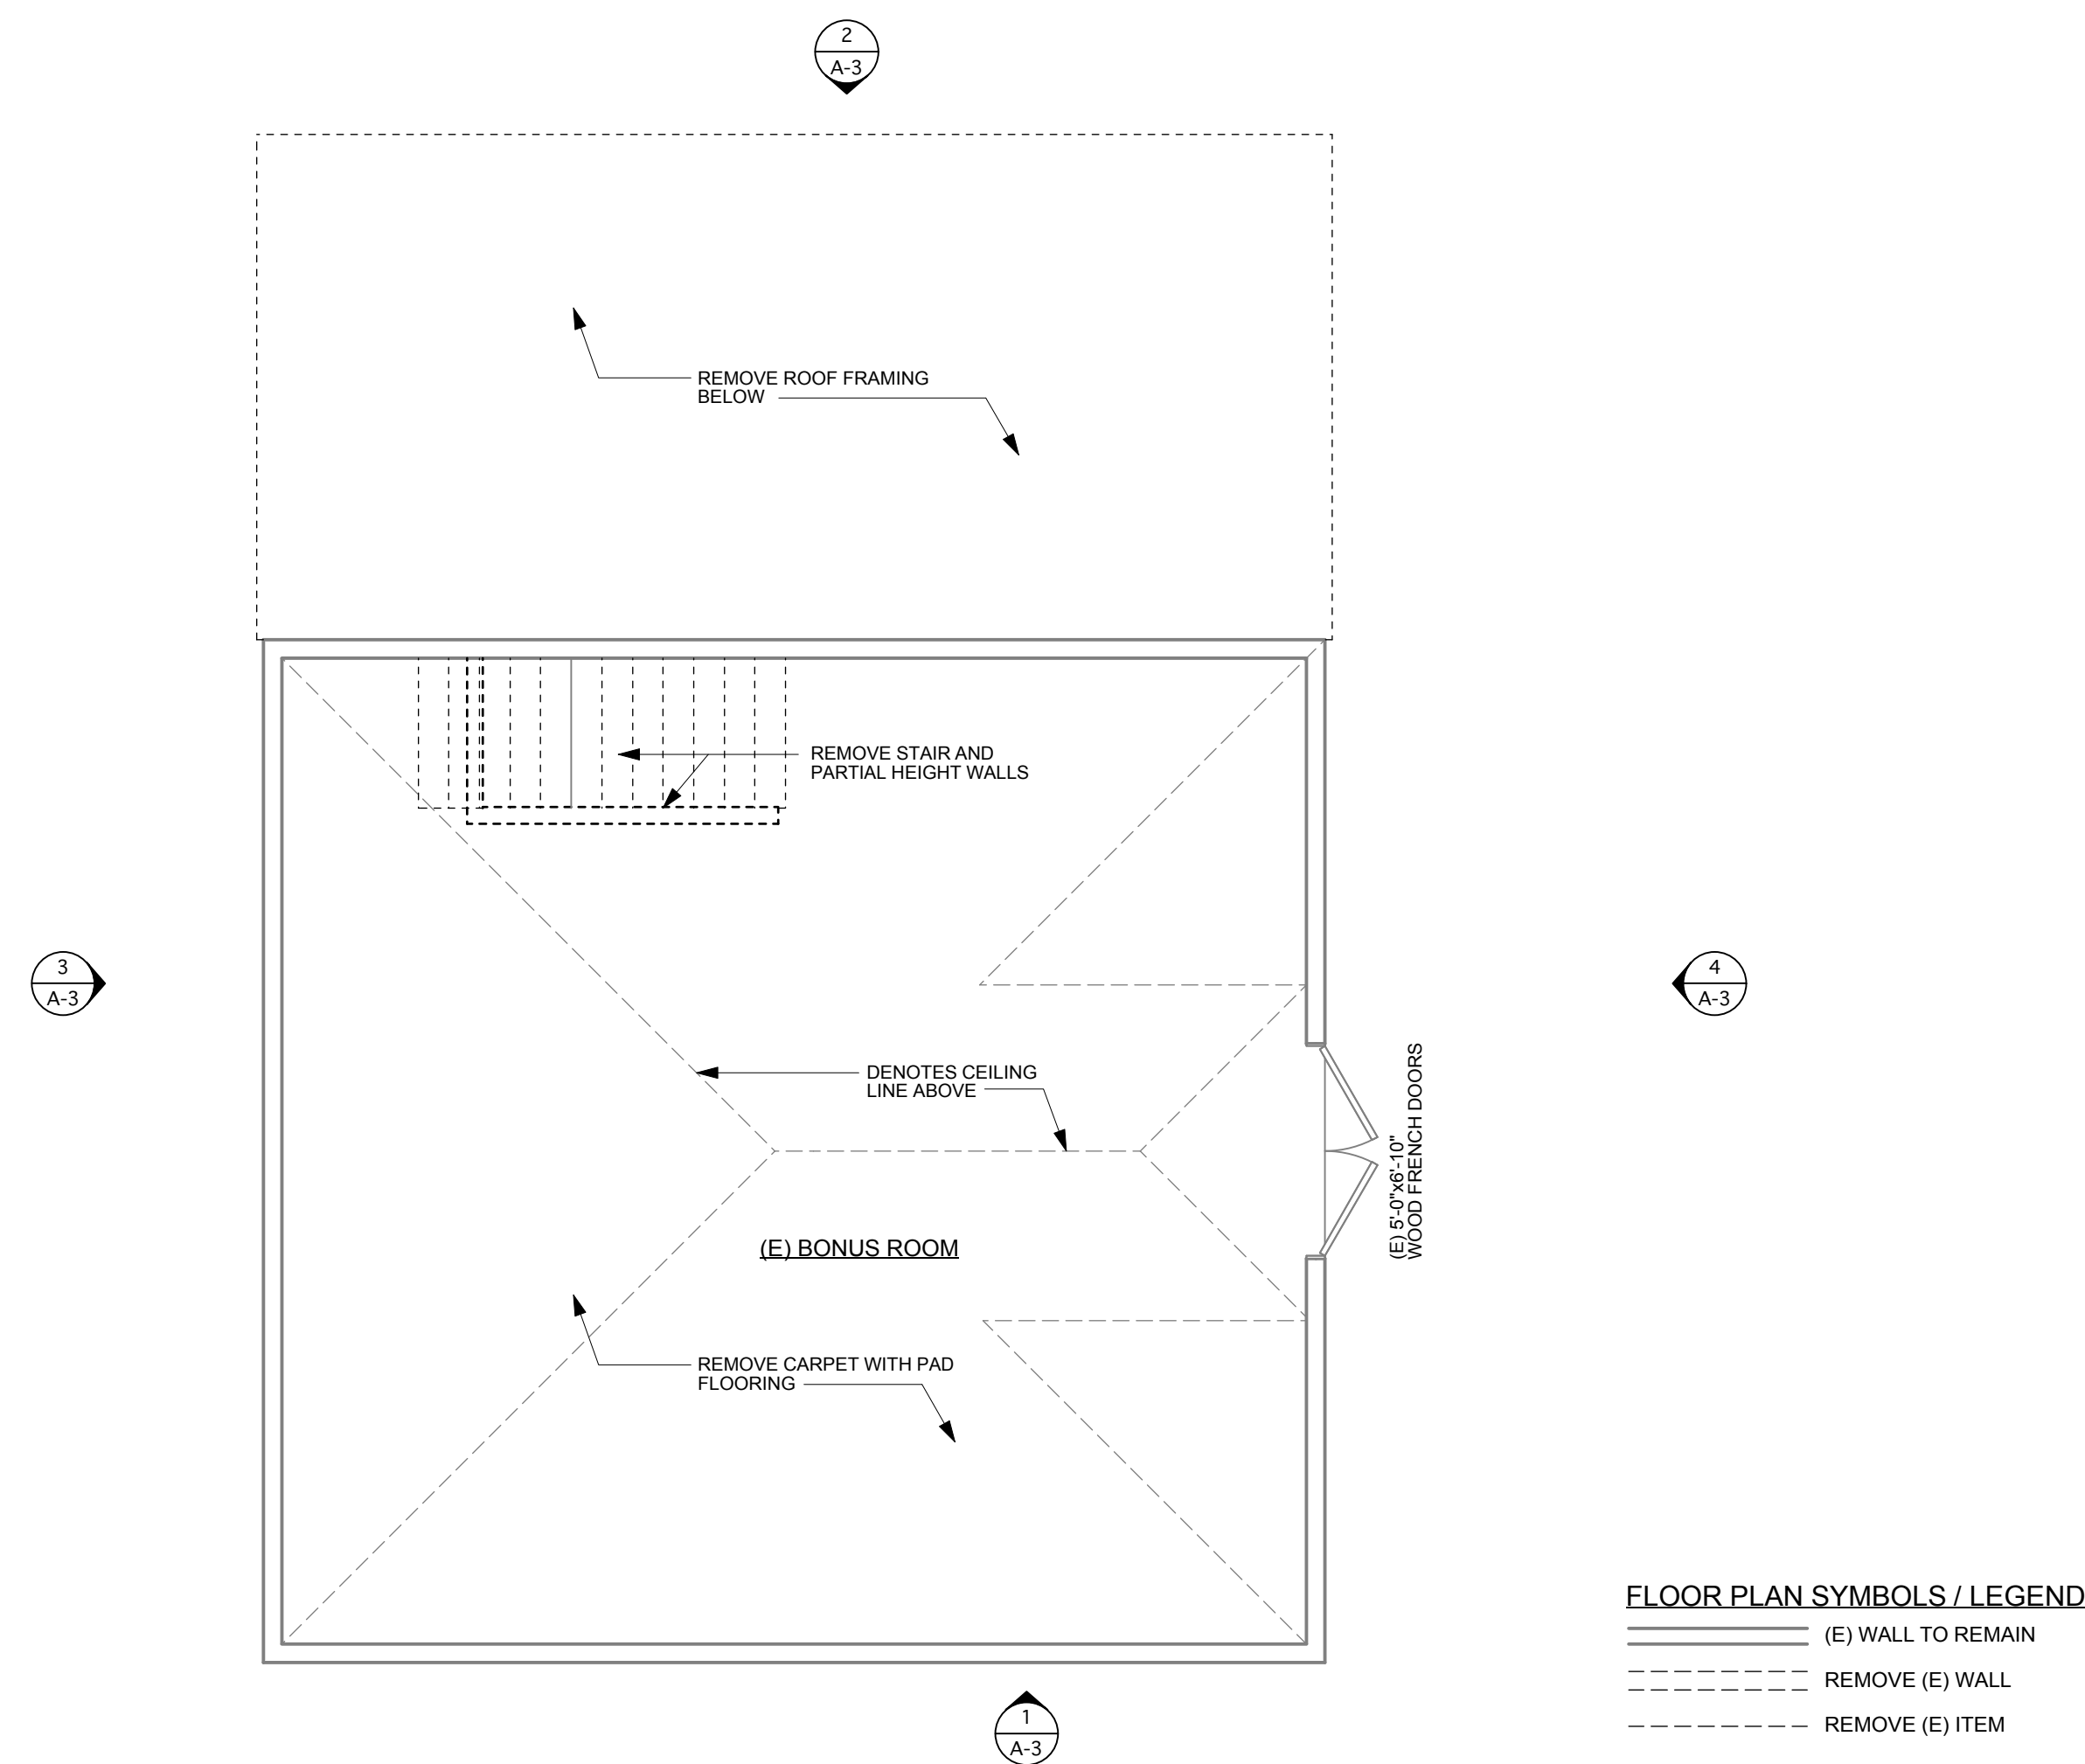 2
A-3
REMOVE ROOF FRAMING
BELOW
REMOVE STAIR AND
PARTIAL HEIGHT WALLS
3
A-3
4
A-3
DENOTES CEILING
LINE ABOVE
(E) 5'-0"x6'-10"
WOOD FRENCH DOORS
(E) BONUS ROOM
REMOVE CARPET WITH PAD
FLOORING
1
A-3
FLOOR PLAN SYMBOLS / LEGEND
(E) WALL TO REMAIN
REMOVE (E) WALL
REMOVE (E) ITEM